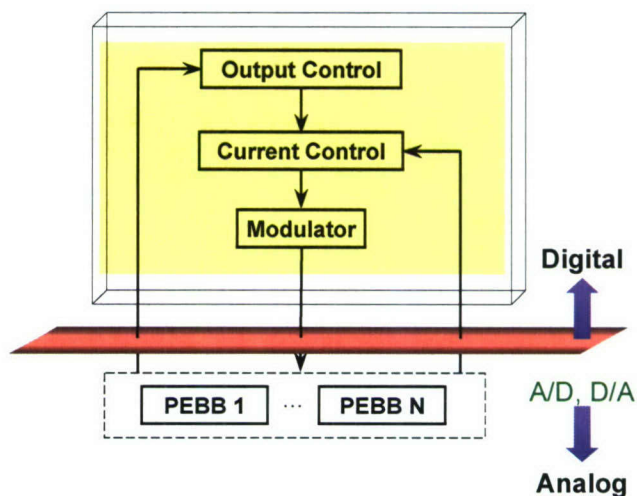 Output Control
Current Control
Modulator
Digital
PEBB 1 ... PEBB N
A/D, D/A
Analog